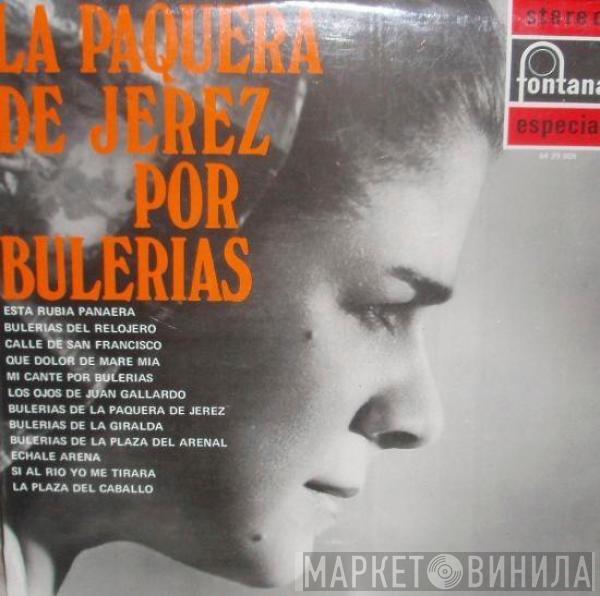 LA PAQUERA
DE JEREZ
POR
BULERIAS
stereo
fontana
especial
ESTA RUBIA PANAERA
BULERIAS DEL RELOJERO
CALLE DE SAN FRANCISCO
QUE DOLOR DE MARE MIA
MI CANTE POR BULERIAS
LOS OJOS DE JUAN GALLARDO
BULERIAS DE LA PAQUERA DE JEREZ
BULERIAS DE LA GIRALDA
BULERIAS DE LA PLAZA DEL ARENAL
ECHALE ARENA
SI AL RIO YO ME TIRARA
LA PLAZA DEL CABALLO
МАРКЕТ ВИНИЛА